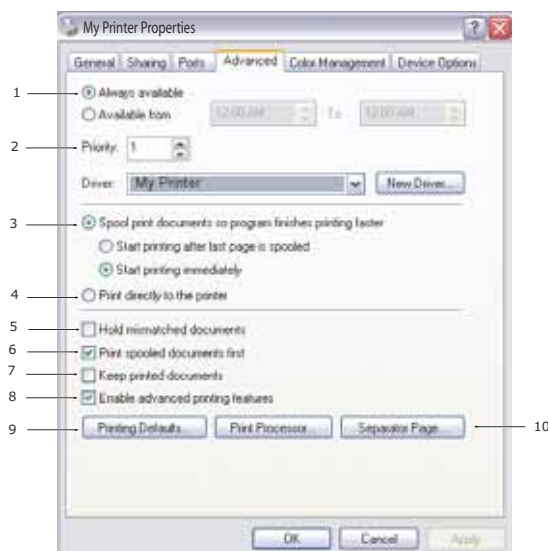 My Printer Properties
General Sharing Ports Advanced Color Management Device Options
1 Always available
Available from 12:00 AM To 12:00 AM
2 Priority: 1
Driver: My Printer New Driver...
3 Spool print documents so program finishes printing faster
Start printing after last page is spooled
Start printing immediately
4 Print directly to the printer
5 Hold mismatched documents
6 Print spooled documents first
7 Keep printed documents
8 Enable advanced printing features
9 Printing Defaults... Print Processor... Separator Page... 10
OK Cancel Apply